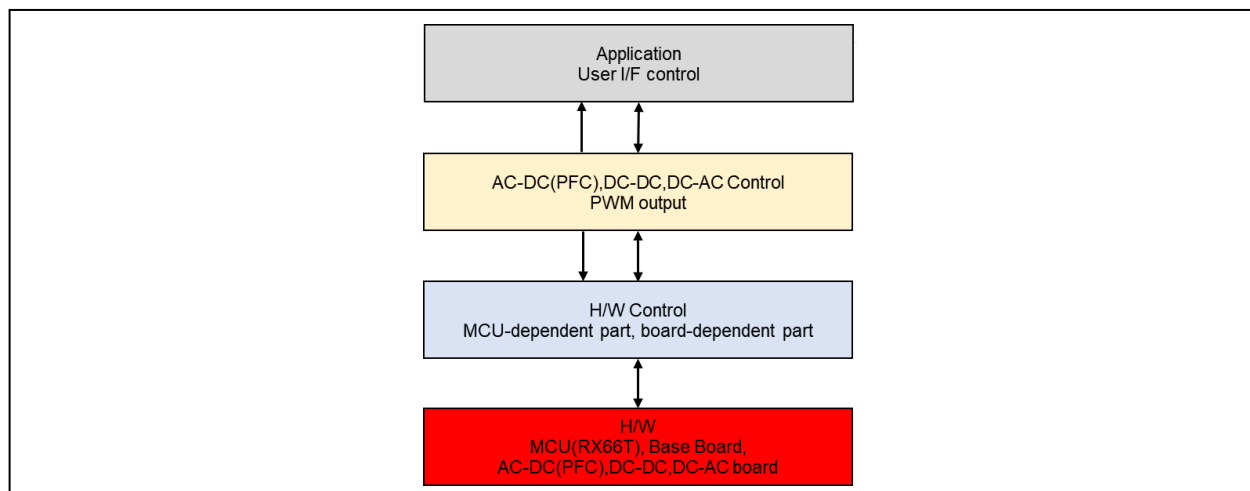 Application
User I/F control
AC-DC(PFC),DC-DC,DC-AC Control
PWM output
H/W Control
MCU-dependent part, board-dependent part
H/W
MCU(RX66T), Base Board,
AC-DC(PFC),DC-DC,DC-AC board